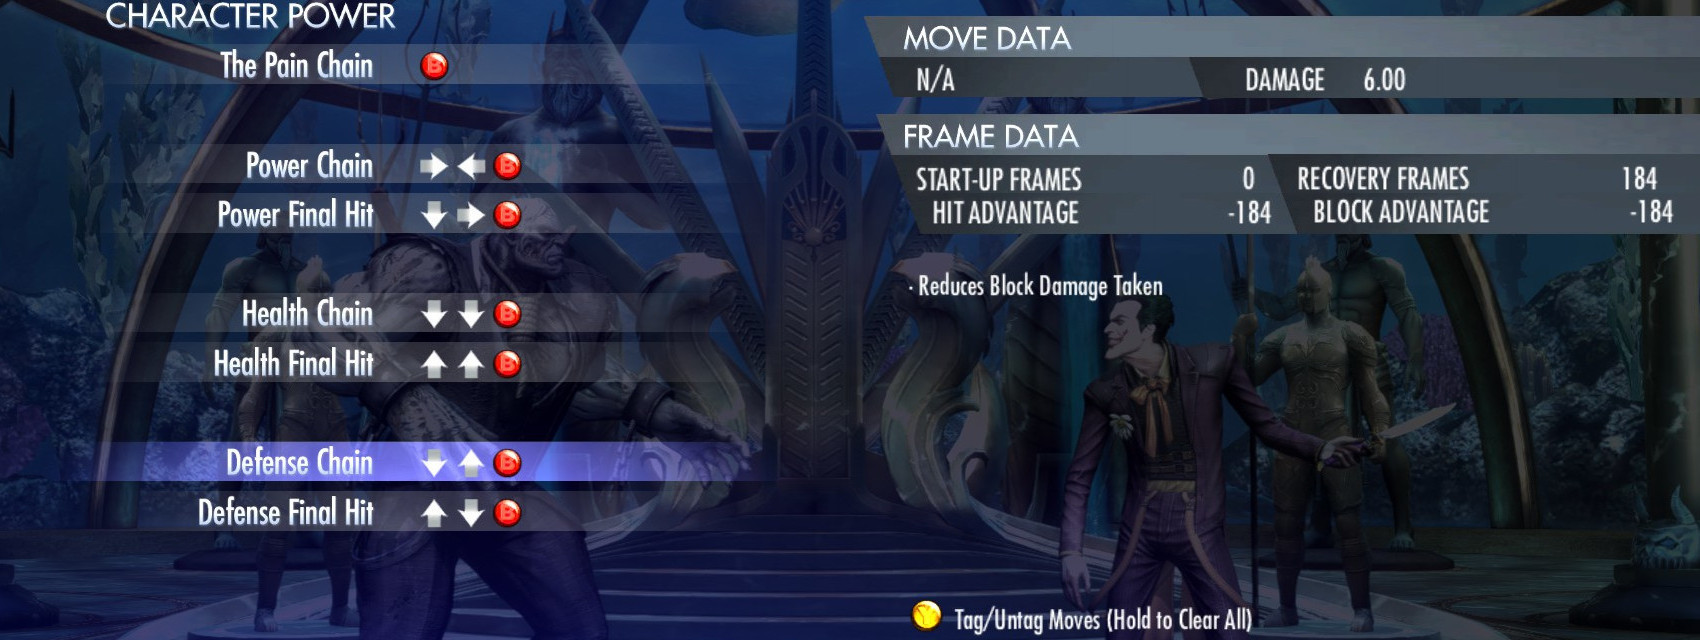 CHARACTER POWER
The Pain Chain B
Power Chain B
Power Final Hit B
Health Chain B
Health Final Hit B
Defense Chain B
Defense Final Hit B
MOVE DATA
N/A DAMAGE 6.00
FRAME DATA
START-UP FRAMES 0 RECOVERY FRAMES 184
HIT ADVANTAGE -184 BLOCK ADVANTAGE -184
· Reduces Block Damage Taken
Y Tag/Untag Moves (Hold to Clear All)